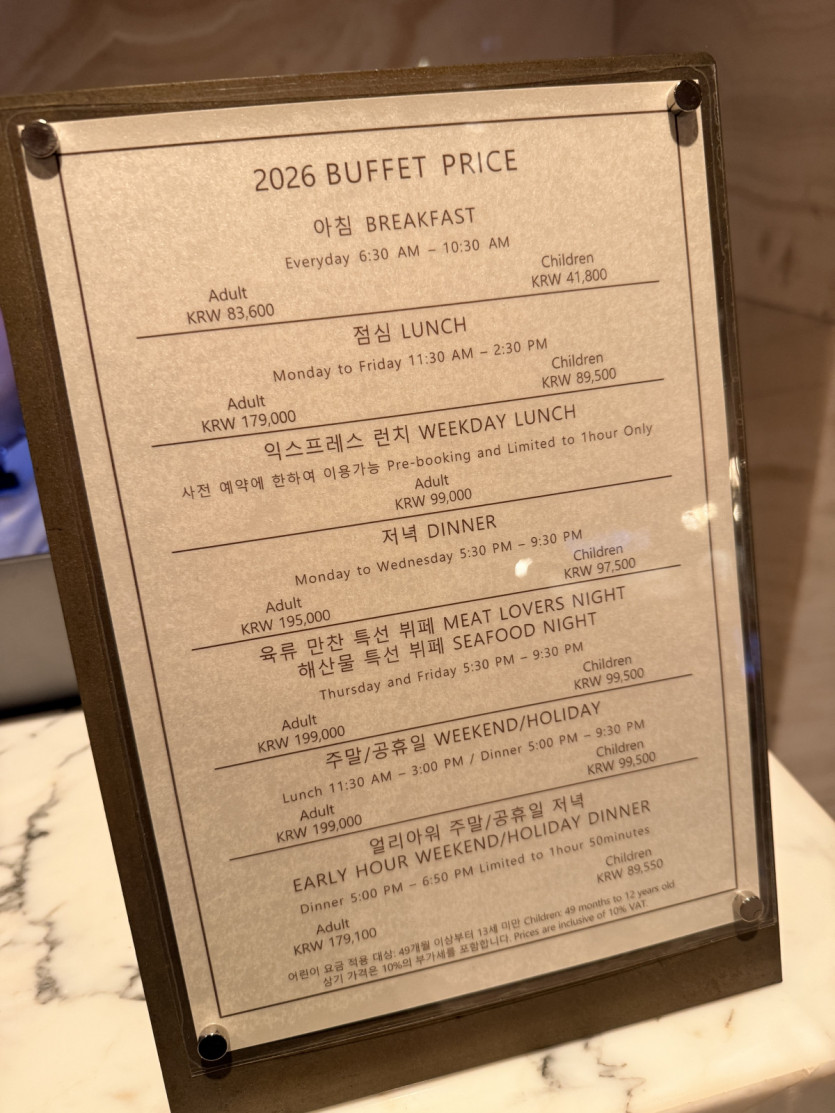 2026 BUFFET PRICE
아침 BREAKFAST
Everyday 6:30 AM – 10:30 AM
Adult
KRW 83,600
Children
KRW 41,800
점심 LUNCH
Monday to Friday 11:30 AM – 2:30 PM
Adult
KRW 179,000
Children
KRW 89,500
익스프레스 런치 WEEKDAY LUNCH
사전 예약에 한하여 이용가능 Pre-booking and Limited to 1hour Only
Adult
KRW 99,000
저녁 DINNER
Monday to Wednesday 5:30 PM – 9:30 PM
Adult
KRW 195,000
Children
KRW 97,500
육류 만찬 특선 뷔페 MEAT LOVERS NIGHT
해산물 특선 뷔페 SEAFOOD NIGHT
Thursday and Friday 5:30 PM – 9:30 PM
Adult
KRW 199,000
Children
KRW 99,500
주말/공휴일 WEEKEND/HOLIDAY
Lunch 11:30 AM – 3:00 PM / Dinner 5:00 PM – 9:30 PM
Adult
KRW 199,000
Children
KRW 99,500
얼리아워 주말/공휴일 저녁
EARLY HOUR WEEKEND/HOLIDAY DINNER
Dinner 5:00 PM – 6:50 PM Limited to 1hour 50minutes
Adult
KRW 179,100
Children
KRW 89,550
어린이 요금 적용 대상: 49개월 이상부터 13세 미만 Children: 49 months to 12 years old
상기 가격은 10%의 부가세를 포함합니다. Prices are inclusive of 10% VAT.